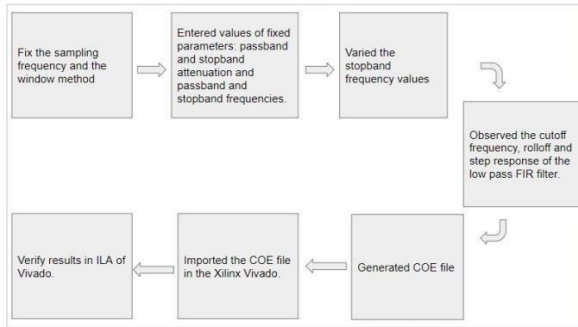 Fix the sampling
frequency and the
window method
Entered values of fixed
parameters: passband
and stopband
attenuation and
passband and
stopband frequencies.
Varied the
stopband
frequency values
Observed the cutoff
frequency, rolloff and
step response of the
low pass FIR filter.
Generated COE file
Imported the COE file
in the Xilinx Vivado.
Verify results in ILA of
Vivado.